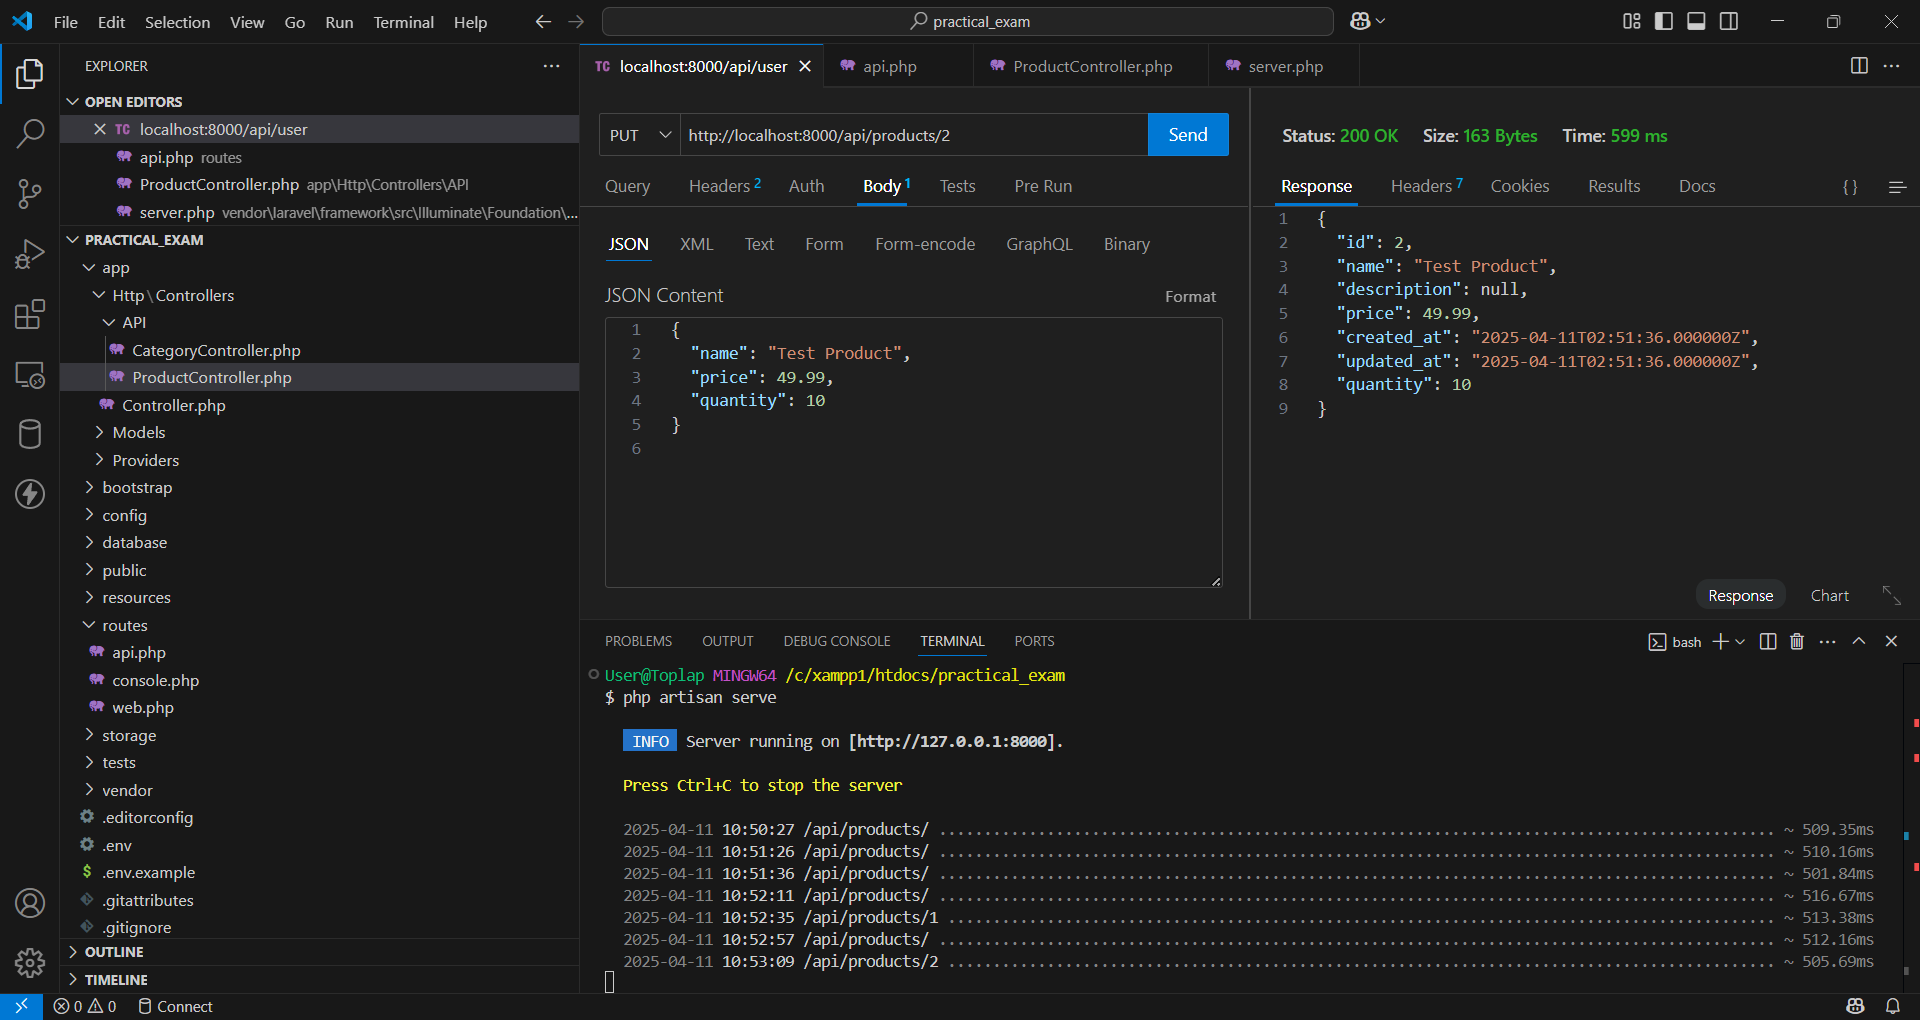 File Edit Selection View Go Run Terminal Help
practical_exam
EXPLORER
OPEN EDITORS
TC localhost:8000/api/user
api.php routes
ProductController.php app\Http\Controllers\API
server.php vendor\laravel\framework\src\Illuminate\Foundation\...
PRACTICAL_EXAM
app
Http\Controllers
API
CategoryController.php
ProductController.php
Controller.php
Models
Providers
bootstrap
config
database
public
resources
routes
api.php
console.php
web.php
storage
tests
vendor
.editorconfig
.env
$ .env.example
.gitattributes
.gitignore
OUTLINE
TIMELINE
TC localhost:8000/api/user api.php ProductController.php server.php
PUT http://localhost:8000/api/products/2 Send
Query Headers 2 Auth Body 1 Tests Pre Run
JSON XML Text Form Form-encode GraphQL Binary
JSON Content Format
1 {
2 "name": "Test Product",
3 "price": 49.99,
4 "quantity": 10
5 }
6
Status: 200 OK Size: 163 Bytes Time: 599 ms
Response Headers 7 Cookies Results Docs { }
1 {
2 "id": 2,
3 "name": "Test Product",
4 "description": null,
5 "price": 49.99,
6 "created_at": "2025-04-11T02:51:36.000000Z",
7 "updated_at": "2025-04-11T02:51:36.000000Z",
8 "quantity": 10
9 }
Response Chart
PROBLEMS OUTPUT DEBUG CONSOLE TERMINAL PORTS
bash
User@Toplap MINGW64 /c/xampp1/htdocs/practical_exam
$ php artisan serve
INFO Server running on [http://127.0.0.1:8000].
Press Ctrl+C to stop the server
2025-04-11 10:50:27 /api/products/ ............................................................................................. ~ 509.35ms
2025-04-11 10:51:26 /api/products/ ............................................................................................. ~ 510.16ms
2025-04-11 10:51:36 /api/products/ ............................................................................................. ~ 501.84ms
2025-04-11 10:52:11 /api/products/ ............................................................................................. ~ 516.67ms
2025-04-11 10:52:35 /api/products/1 ............................................................................................ ~ 513.38ms
2025-04-11 10:52:57 /api/products/ ............................................................................................. ~ 512.16ms
2025-04-11 10:53:09 /api/products/2 ............................................................................................ ~ 505.69ms
0 0 Connect